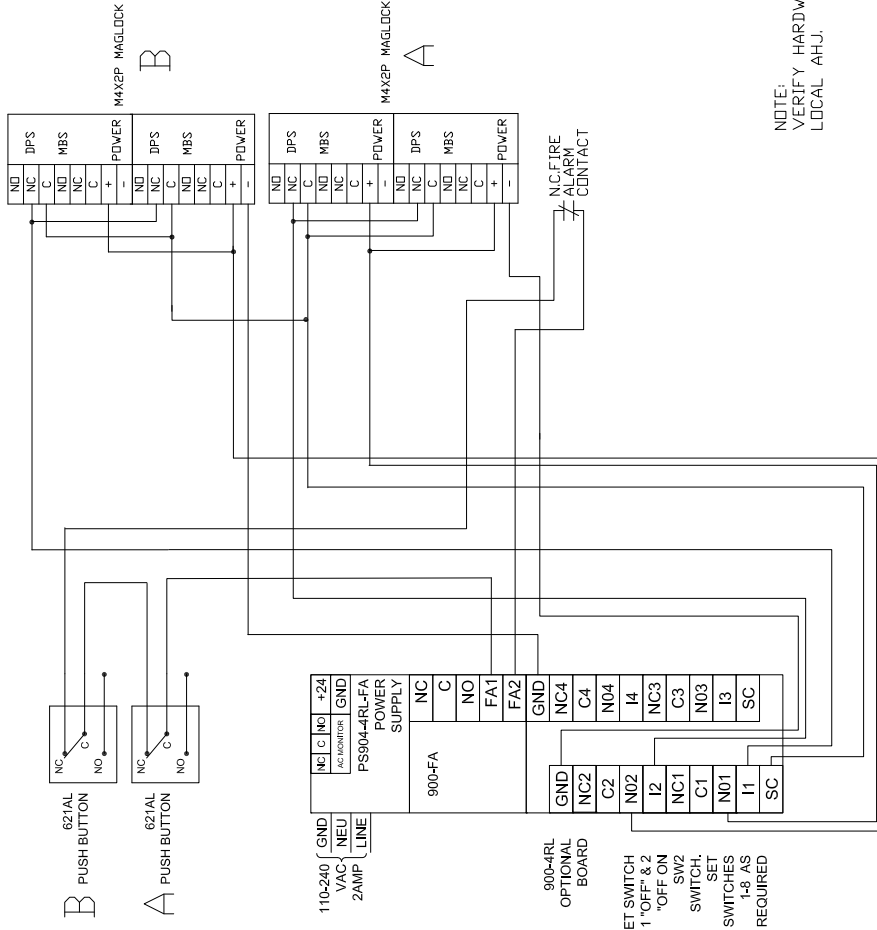 NO
NC
C
NO
NC
C
+
-
NO
NC
C
NO
NC
C
+
-
DPS
MBS
POWER
DPS
MBS
POWER
M4X2P MAGLOCK
B
NO
NC
C
NO
NC
C
+
-
NO
NC
C
NO
NC
C
+
-
DPS
MBS
POWER
DPS
MBS
POWER
M4X2P MAGLOCK
A
N.C.FIRE
ALARM
CONTACT
NOTE:
VERIFY HARDW
LOCAL AHJ.
B
621AL
PUSH BUTTON
NC
C
NO
A
621AL
PUSH BUTTON
NC
C
NO
110-240
VAC
2AMP
GND
NEU
LINE
NC C NO
AC MONITOR
+24
GND
PS904-4RL-FA
POWER
SUPPLY
900-FA
NC
C
NO
FA1
FA2
GND
NC4
C4
N04
I4
NC3
C3
N03
I3
SC
GND
NC2
C2
N02
I2
NC1
C1
N01
I1
SC
900-4RL
OPTIONAL
BOARD
ET SWITCH
1 "OFF" & 2
"OFF ON
SW2
SWITCH.
SET
SWITCHES
1-8 AS
REQUIRED